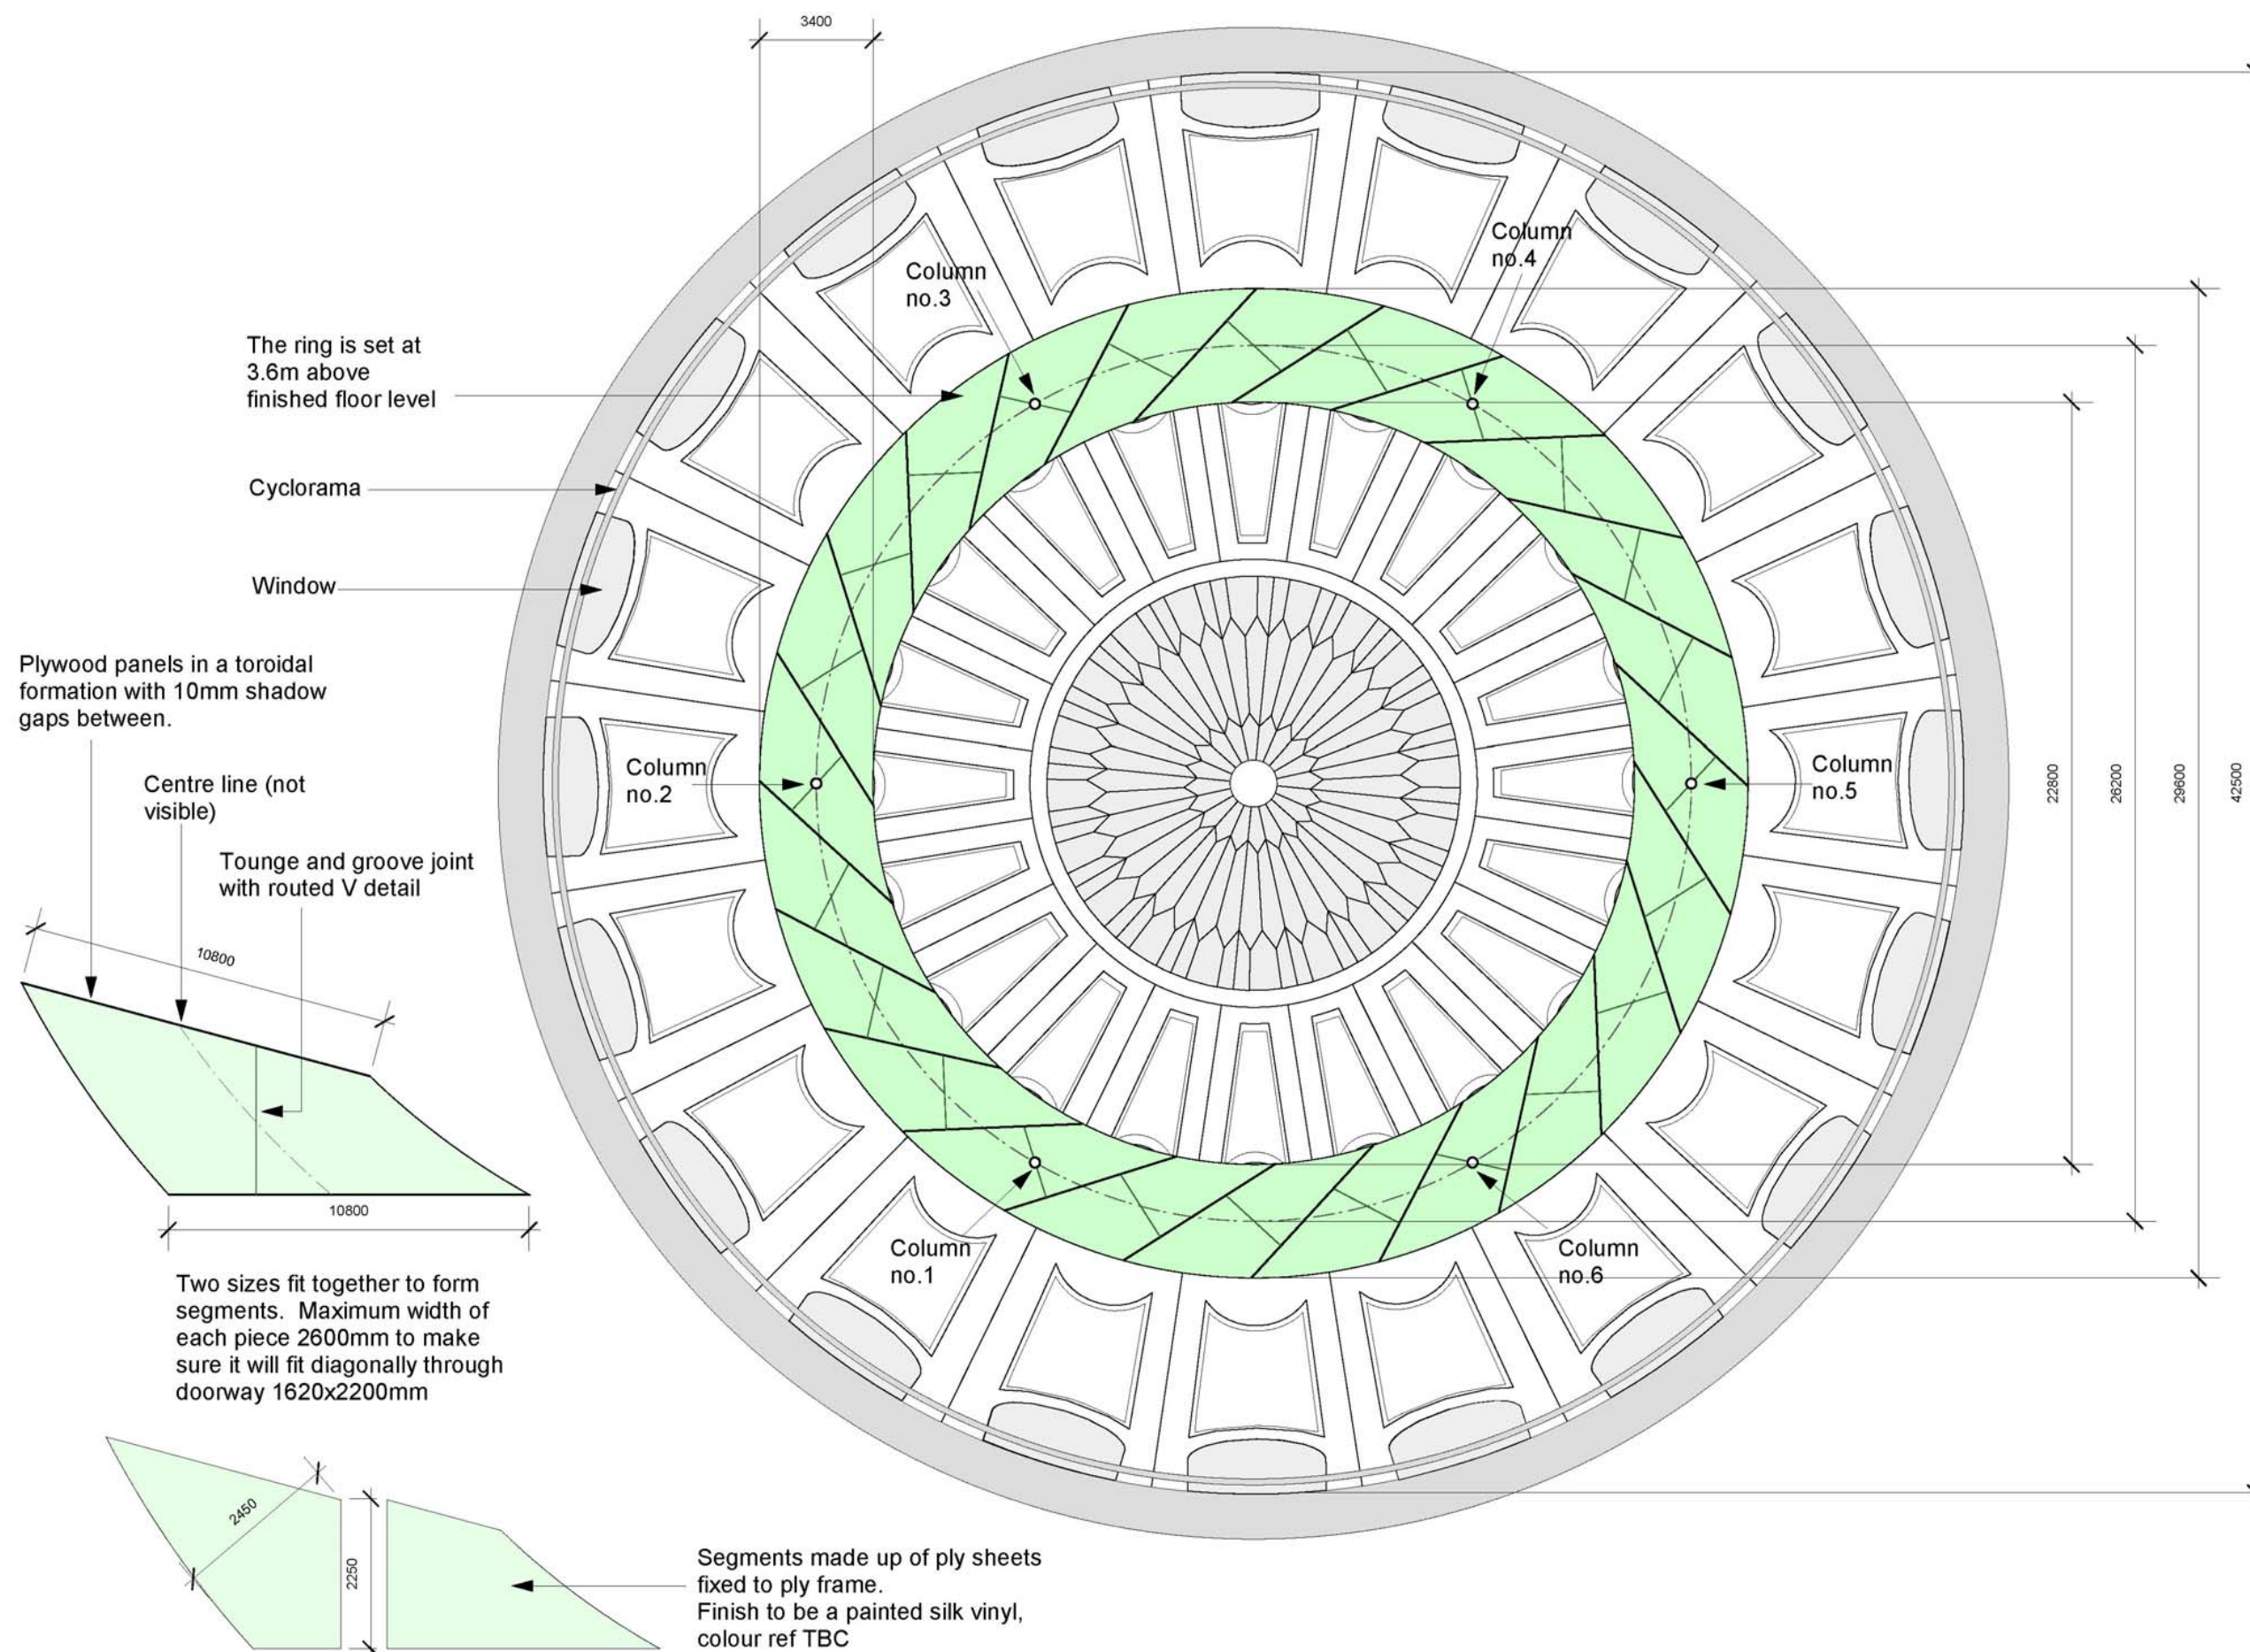 3400
Column
no.4
Column
no.3
The ring is set at
3.6m above
finished floor level
Cyclorama
Window
Plywood panels in a toroidal
formation with 10mm shadow
gaps between.
Column
no.2
Column
no.5
22800
26200
29600
42500
Centre line (not
visible)
Tounge and groove joint
with routed V detail
10800
10800
Column
no.1
Column
no.6
Two sizes fit together to form
segments. Maximum width of
each piece 2600mm to make
sure it will fit diagonally through
doorway 1620x2200mm
2450
2250
Segments made up of ply sheets
fixed to ply frame.
Finish to be a painted silk vinyl,
colour ref TBC